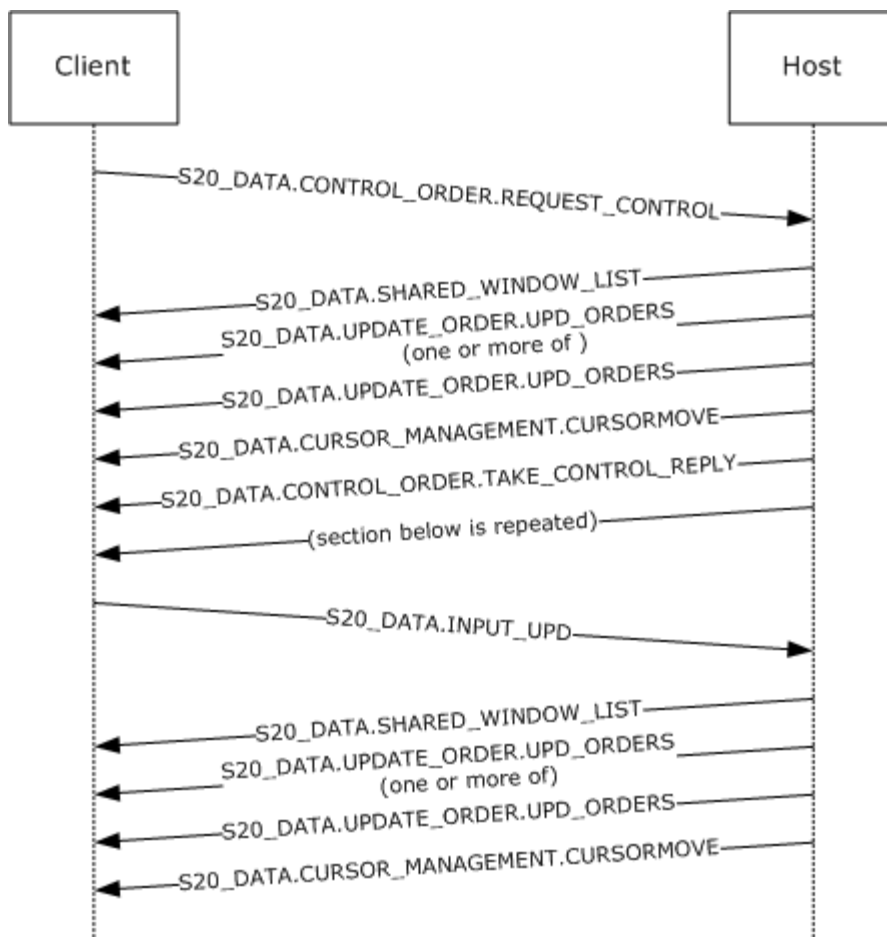 Client
Host
S20_DATA.CONTROL_ORDER.REQUEST_CONTROL
S20_DATA.SHARED_WINDOW_LIST
S20_DATA.UPDATE_ORDER.UPD_ORDERS
(one or more of )
S20_DATA.UPDATE_ORDER.UPD_ORDERS
S20_DATA.CURSOR_MANAGEMENT.CURSORMOVE
S20_DATA.CONTROL_ORDER.TAKE_CONTROL_REPLY
(section below is repeated)
S20_DATA.INPUT_UPD
S20_DATA.SHARED_WINDOW_LIST
S20_DATA.UPDATE_ORDER.UPD_ORDERS
(one or more of)
S20_DATA.UPDATE_ORDER.UPD_ORDERS
S20_DATA.CURSOR_MANAGEMENT.CURSORMOVE